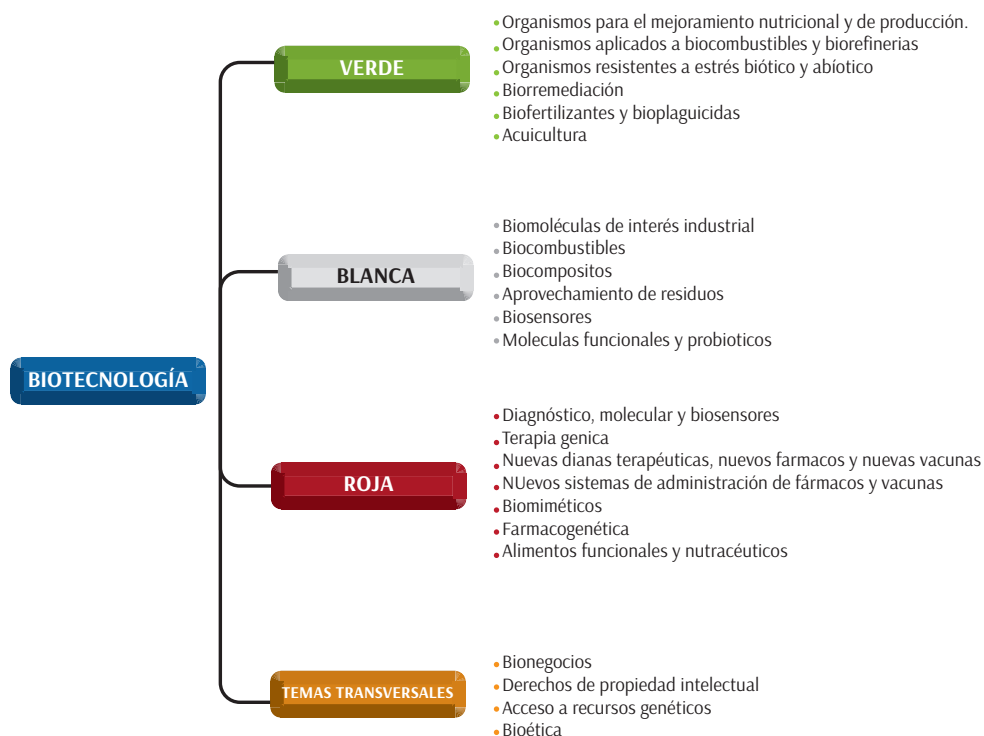 BIOTECNOLOGÍA
VERDE
• Organismos para el mejoramiento nutricional y de producción.
• Organismos aplicados a biocombustibles y biorefinerias
• Organismos resistentes a estrés biótico y abíotico
• Biorremediación
• Biofertilizantes y bioplaguicidas
• Acuicultura
BLANCA
• Biomoléculas de interés industrial
• Biocombustibles
• Biocompositos
• Aprovechamiento de residuos
• Biosensores
• Moleculas funcionales y probioticos
ROJA
• Diagnóstico, molecular y biosensores
• Terapia genica
• Nuevas dianas terapéuticas, nuevos farmacos y nuevas vacunas
• NUevos sistemas de administración de fármacos y vacunas
• Biomiméticos
• Farmacogenética
• Alimentos funcionales y nutracéuticos
TEMAS TRANSVERSALES
• Bionegocios
• Derechos de propiedad intelectual
• Acceso a recursos genéticos
• Bioética